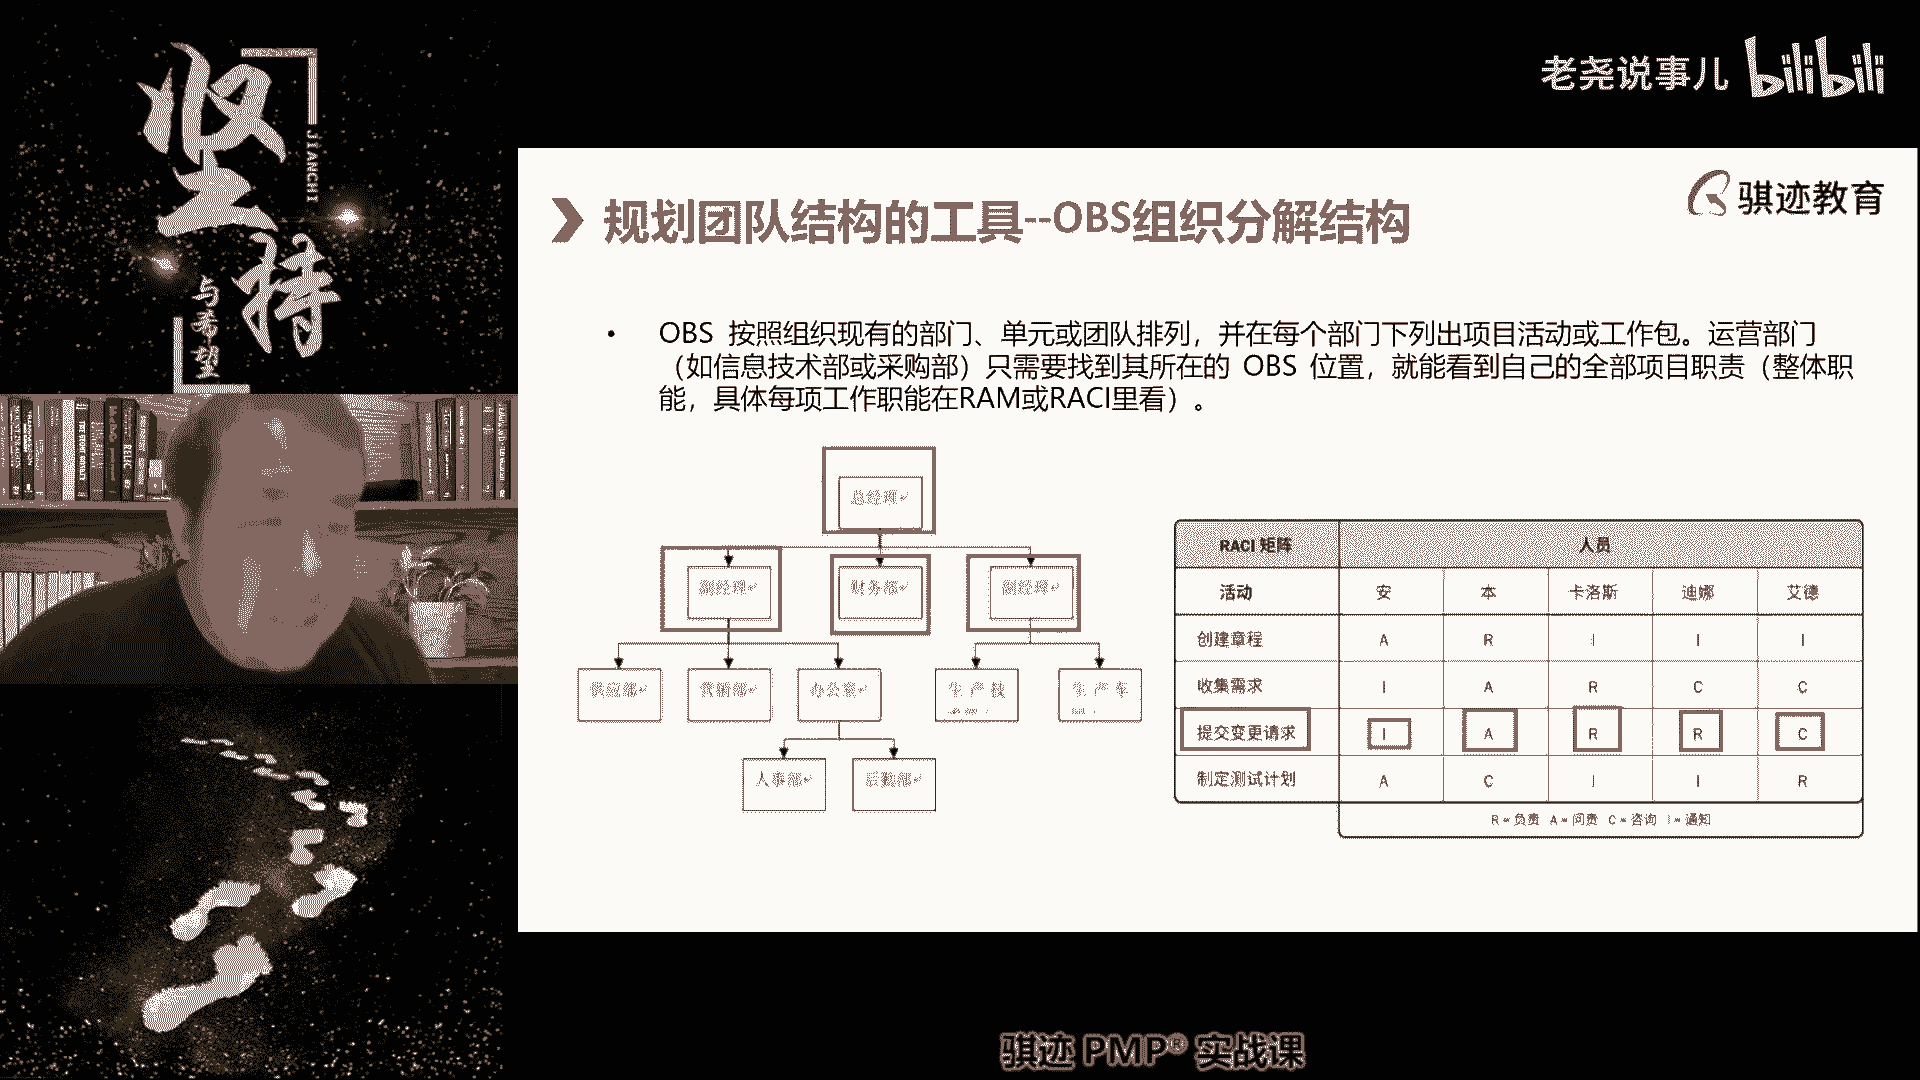 坚持
JIANCHI
与希望
老尧说事儿 bilibili
骐迹教育
规划团队结构的工具--OBS组织分解结构
• OBS 按照组织现有的部门、单元或团队排列，并在每个部门下列出项目活动或工作包。运营部门
（如信息技术部或采购部）只需要找到其所在的 OBS 位置，就能看到自己的全部项目职责（整体职
能，具体每项工作职能在RAM或RACI里看）。
总经理
副经理 财务部 副经理
供应部 营销部 办公室 生产技 生产车
人事部 后勤部
RACI 矩阵 人员
活动 安 本 卡洛斯 迪娜 艾德
创建章程 A R I I I
收集需求 I A R C C
提交变更请求 I A R R C
制定测试计划 A C I I R
R = 负责 A = 问责 C = 咨询 I = 通知
骐迹 PMP® 实战课